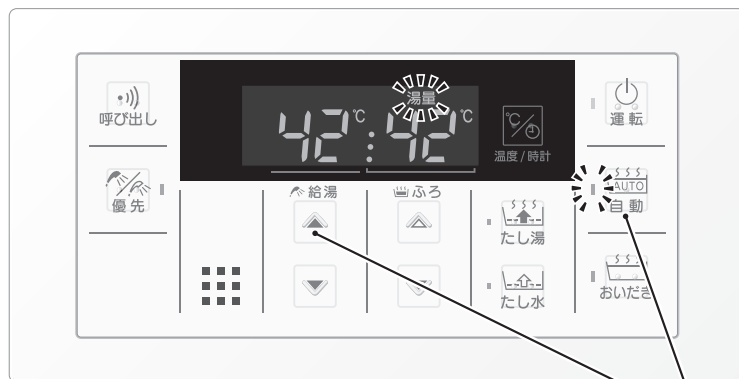 呼び出し
優先
湯量
42℃:42℃
℃/
温度/時計
給湯
ふろ
たし湯
たし水
運転
AUTO
自動
おいだき